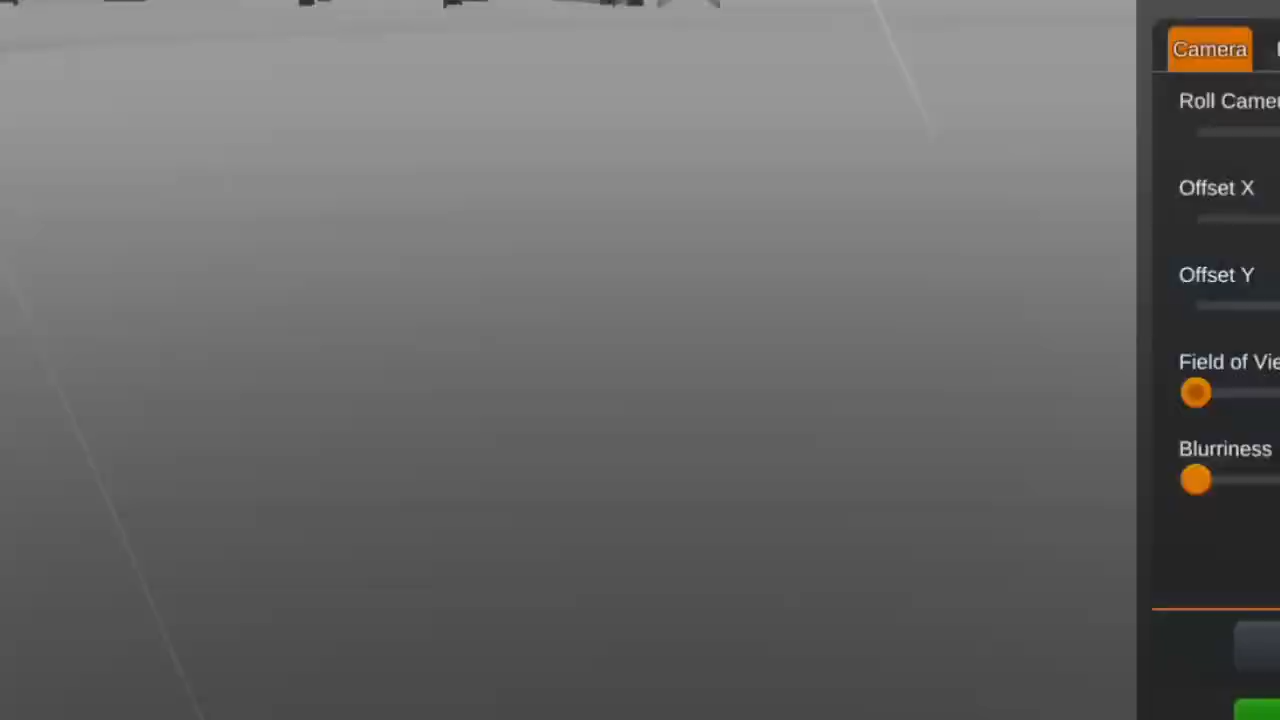 Camera
Roll Camer
Offset X
Offset Y
Field of Vie
Blurriness